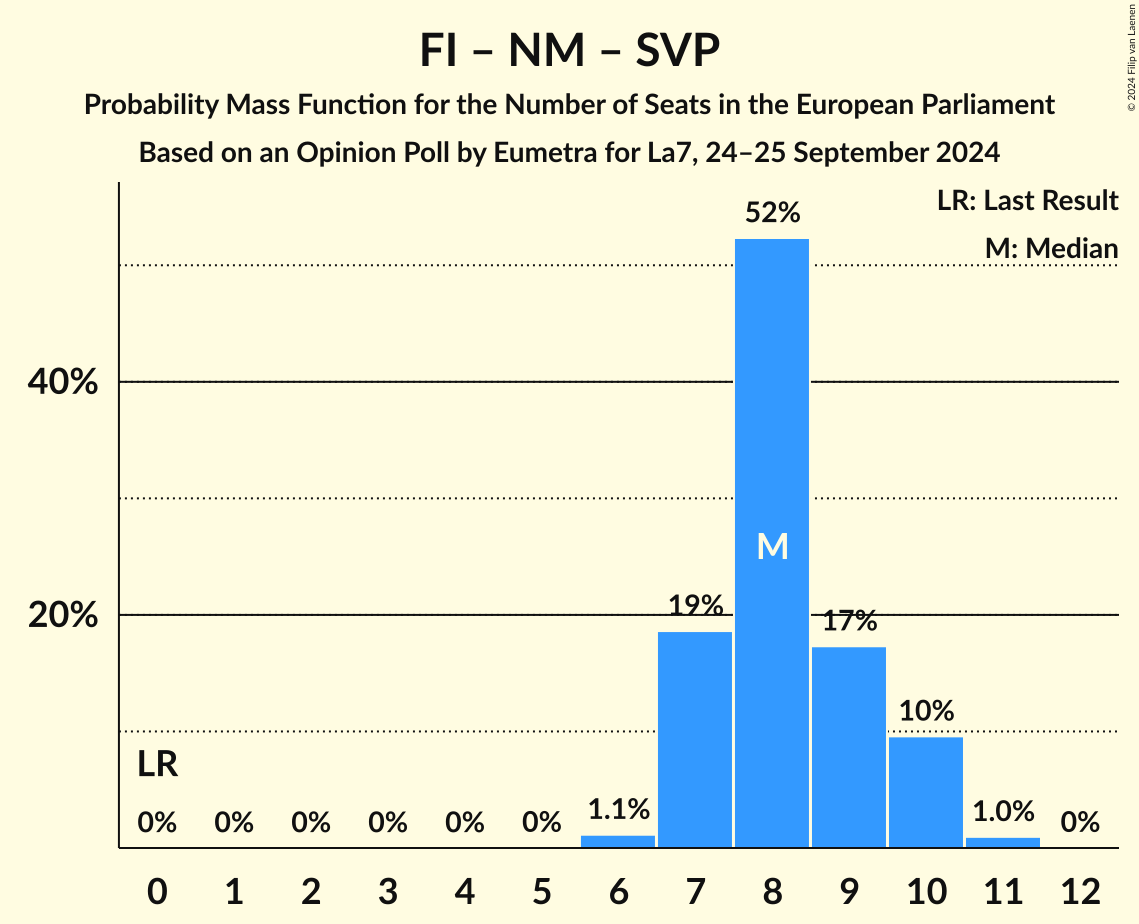 FI – NM – SVP
Probability Mass Function for the Number of Seats in the European Parliament
Based on an Opinion Poll by Eumetra for La7, 24–25 September 2024
© 2024 Filip van Laenen
LR: Last Result
M: Median
52%
40%
M
20%
19%
17%
10%
LR
0%
0%
0%
0%
0%
0%
1.1%
1.0%
0%
0 1 2 3 4 5 6 7 8 9 10 11 12